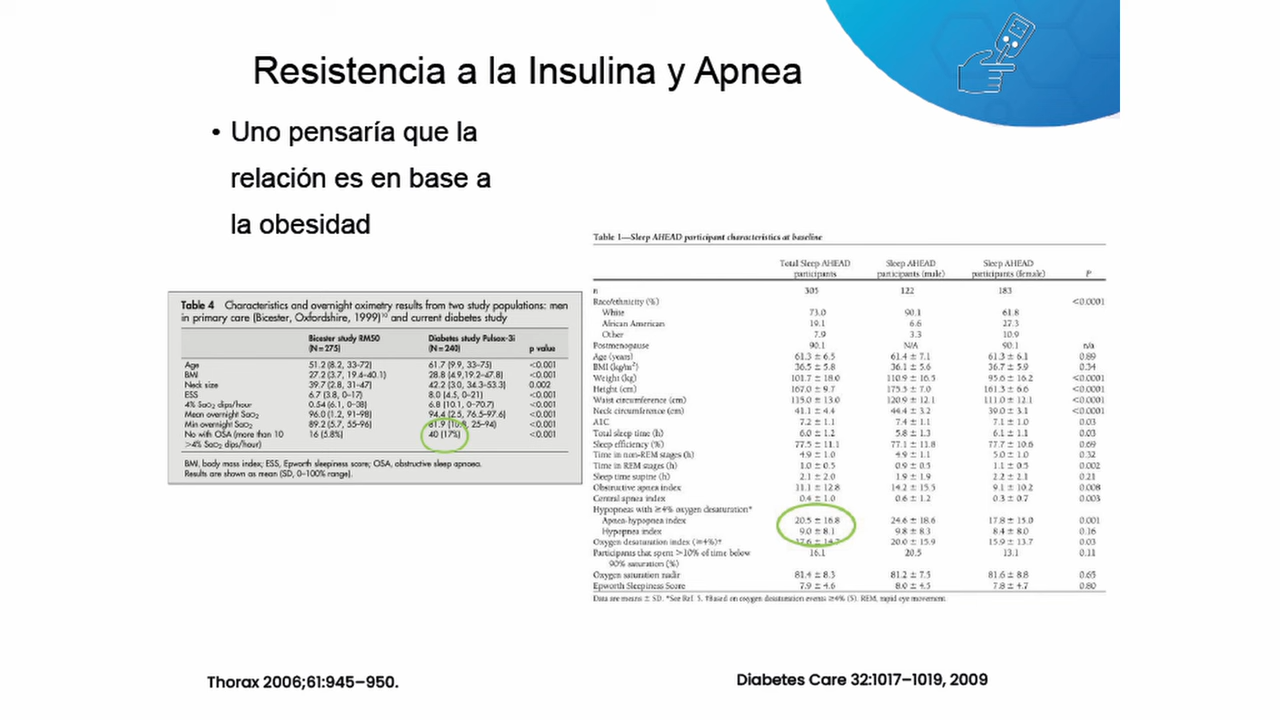 Resistencia a la Insulina y Apnea
• Uno pensaría que la
relación es en base a
la obesidad
Table 4 Characteristics and overnight oximetry results from two study populations: men
in primary care (Bicester, Oxfordshire, 1999)¹⁰ and current diabetes study
Bicester study RM50 Diabetes study Pulsox-3i
(N=275) (N=240) p value
Age 51.2 (8.2, 33–72) 61.7 (9.9, 33–75) <0.001
BMI 27.2 (3.7, 19.4–40.1) 28.8 (4.9,19.2–47.8) <0.001
Neck size 39.7 (2.8, 31–47) 42.2 (3.0, 34.3–53.3) 0.002
ESS 6.7 (3.8, 0–17) 8.0 (4.5, 0–21) <0.001
4% SaO₂ dips/hour 0.54 (6.1, 0–38) 6.8 (10.1, 0–70.7) <0.001
Mean overnight SaO₂ 96.0 (1.2, 91–98) 94.4 (2.5, 76.5–97.6) <0.001
Min overnight SaO₂ 89.2 (5.7, 55–96) 81.9 (10.8, 25–94) <0.001
No with OSA (more than 10 16 (5.8%) 40 (17%) <0.001
>4% SaO₂ dips/hour)
BMI, body mass index; ESS, Epworth sleepiness score; OSA, obstructive sleep apnoea.
Results are shown as mean (SD, 0–100% range).
Table 1—Sleep AHEAD participant characteristics at baseline
Total Sleep AHEAD Sleep AHEAD Sleep AHEAD
participants participants (male) participants (female) P
n 305 122 183
Race/ethnicity (%) <0.0001
White 73.0 90.1 61.8
African American 19.1 6.6 27.3
Other 7.9 3.3 10.9
Postmenopause 90.1 N/A 90.1 n/a
Age (years) 61.3 ± 6.5 61.4 ± 7.1 61.3 ± 6.1 0.89
BMI (kg/m²) 36.5 ± 5.8 36.1 ± 5.6 36.7 ± 5.9 0.34
Weight (kg) 101.7 ± 18.0 110.9 ± 16.5 95.6 ± 16.2 <0.0001
Height (cm) 167.0 ± 9.7 175.5 ± 7.0 161.3 ± 6.6 <0.0001
Waist circumference (cm) 115.0 ± 13.0 120.9 ± 12.1 111.0 ± 12.1 <0.0001
Neck circumference (cm) 41.1 ± 4.4 44.4 ± 3.2 39.0 ± 3.1 <0.0001
A1C 7.2 ± 1.1 7.4 ± 1.1 7.1 ± 1.0 0.03
Total sleep time (h) 6.0 ± 1.2 5.8 ± 1.3 6.1 ± 1.1 0.03
Sleep efficiency (%) 77.5 ± 11.1 77.1 ± 11.8 77.7 ± 10.6 0.69
Time in non-REM stages (h) 4.9 ± 1.0 4.9 ± 1.1 5.0 ± 1.0 0.32
Time in REM stages (h) 1.0 ± 0.5 0.9 ± 0.5 1.1 ± 0.5 0.002
Sleep time supine (h) 2.1 ± 2.0 1.9 ± 1.9 2.2 ± 2.1 0.21
Obstructive apnea index 11.1 ± 12.8 14.2 ± 15.5 9.1 ± 10.2 0.008
Central apnea index 0.4 ± 1.0 0.6 ± 1.2 0.3 ± 0.7 0.003
Hypopneas with ≥4% oxygen desaturation*
Apnea-hypopnea index 20.5 ± 16.8 24.6 ± 18.6 17.8 ± 15.0 0.001
Hypopnea index 9.0 ± 8.1 9.8 ± 8.3 8.4 ± 8.0 0.16
Oxygen desaturation index (≥4%)† 17.6 ± 20.0 ± 15.9 15.9 ± 13.7 0.03
Participants that spent >10% of time below 16.1 20.5 13.1 0.11
90% saturation (%)
Oxygen saturation nadir 81.4 ± 8.3 81.2 ± 7.5 81.6 ± 8.8 0.65
Epworth Sleepiness Score 7.9 ± 4.6 8.0 ± 4.5 7.8 ± 4.7 0.80
Data are means ± SD. *See Ref. 5. †Based on oxygen desaturation events ≥4% (5). REM, rapid eye movement.
Thorax 2006;61:945–950.
Diabetes Care 32:1017–1019, 2009